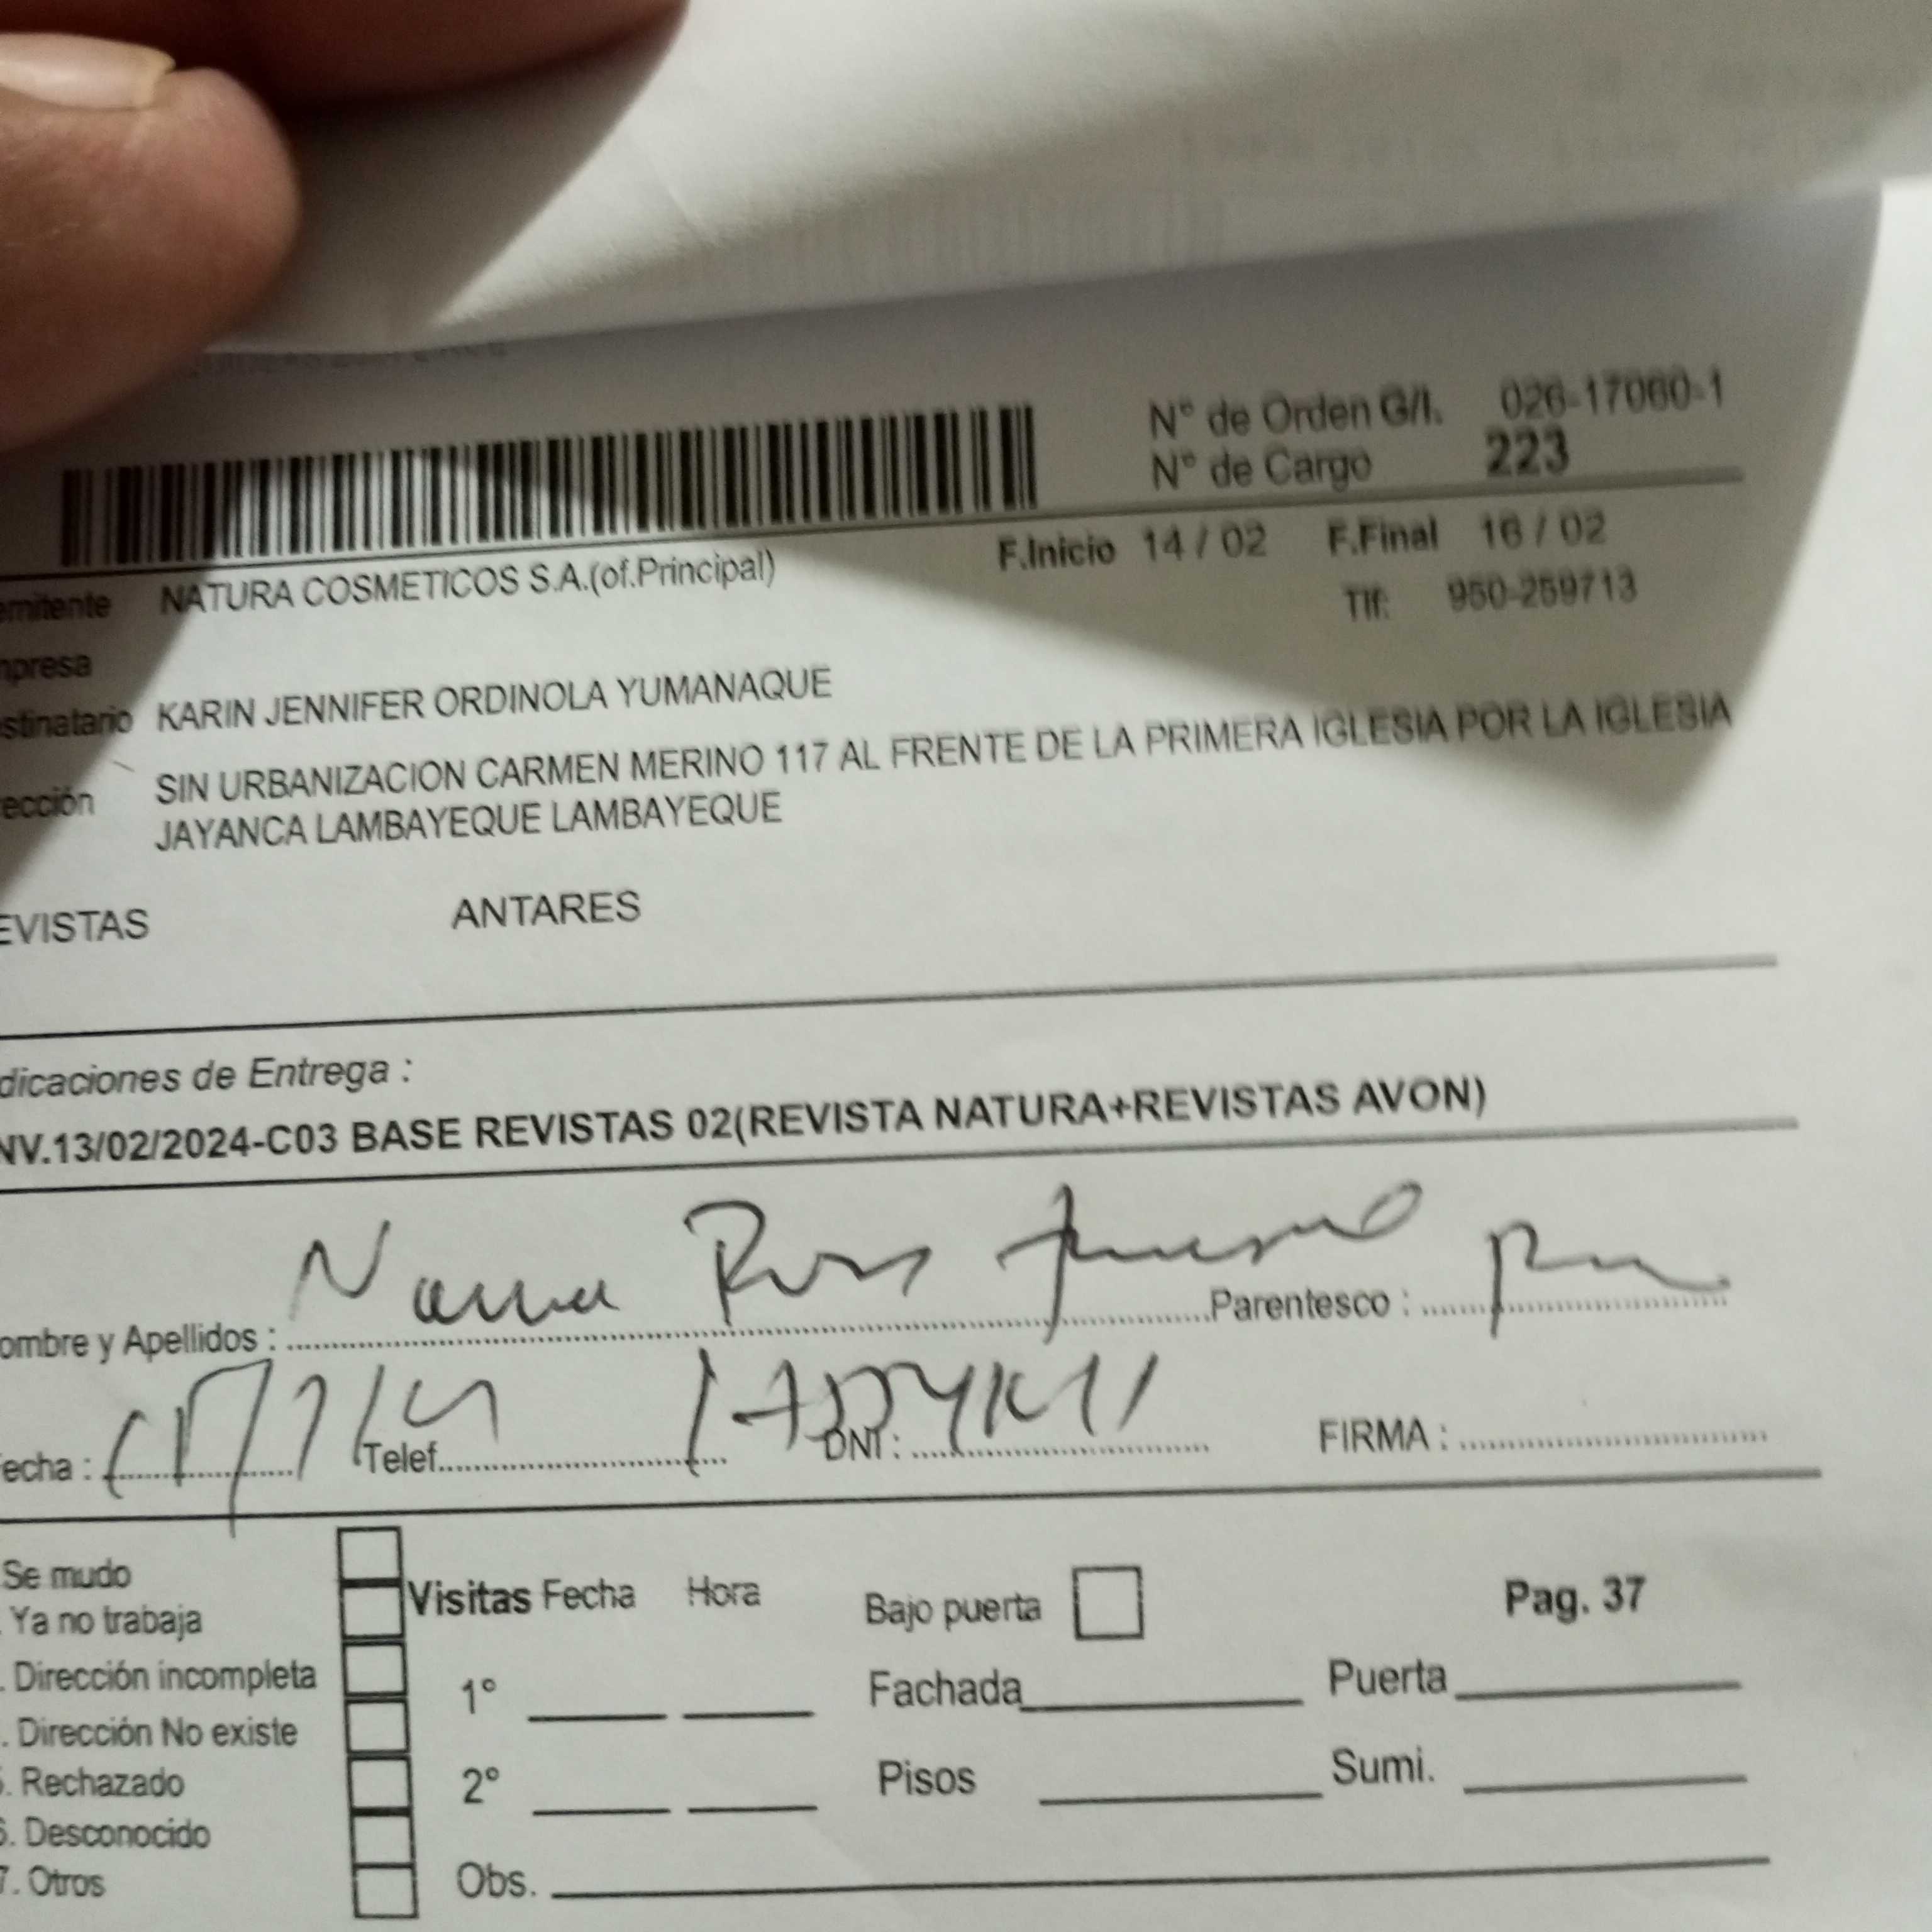 N° de Orden G/I. 026-17060-1
N° de Cargo 223
F.Inicio 14 / 02 F.Final 16 / 02
emitente NATURA COSMETICOS S.A.(of.Principal)
Tlf: 950-259713
mpresa
stinatario KARIN JENNIFER ORDINOLA YUMANAQUE
ección SIN URBANIZACION CARMEN MERINO 117 AL FRENTE DE LA PRIMERA IGLESIA POR LA IGLESIA
JAYANCA LAMBAYEQUE LAMBAYEQUE
EVISTAS ANTARES
dicaciones de Entrega :
NV.13/02/2024-C03 BASE REVISTAS 02(REVISTA NATURA+REVISTAS AVON)
ombre y Apellidos : Parentesco :
echa : Telef. DNI : FIRMA :
Se mudo
Ya no trabaja
. Dirección incompleta
. Dirección No existe
. Rechazado
6. Desconocido
7. Otros
Visitas Fecha Hora
1°
2°
Obs.
Bajo puerta
Fachada
Pisos
Pag. 37
Puerta
Sumi.